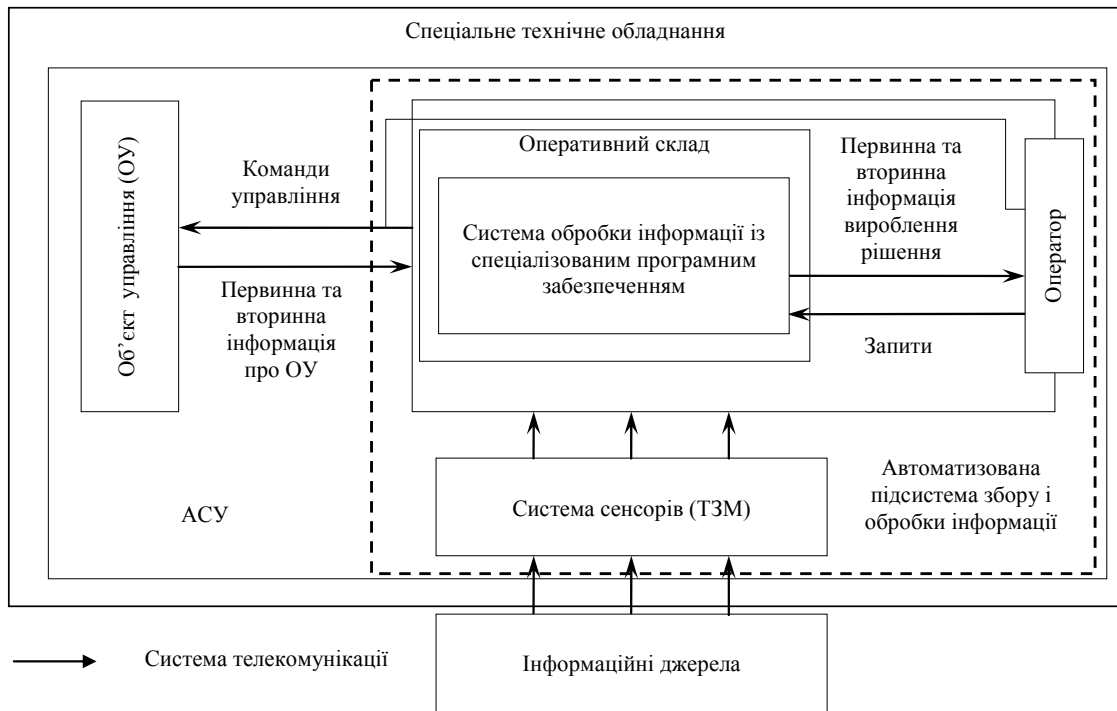 Спеціальне технічне обладнання
Об’єкт управління (ОУ)
Команди
управління
Первинна та
вторинна
інформація
про ОУ
АСУ
Оперативний склад
Система обробки інформації із
спеціалізованим програмним
забезпеченням
Первинна та
вторинна
інформація
вироблення
рішення
Запити
Оператор
Система сенсорів (ТЗМ)
Автоматизована
підсистема збору і
обробки інформації
Система телекомунікації
Інформаційні джерела